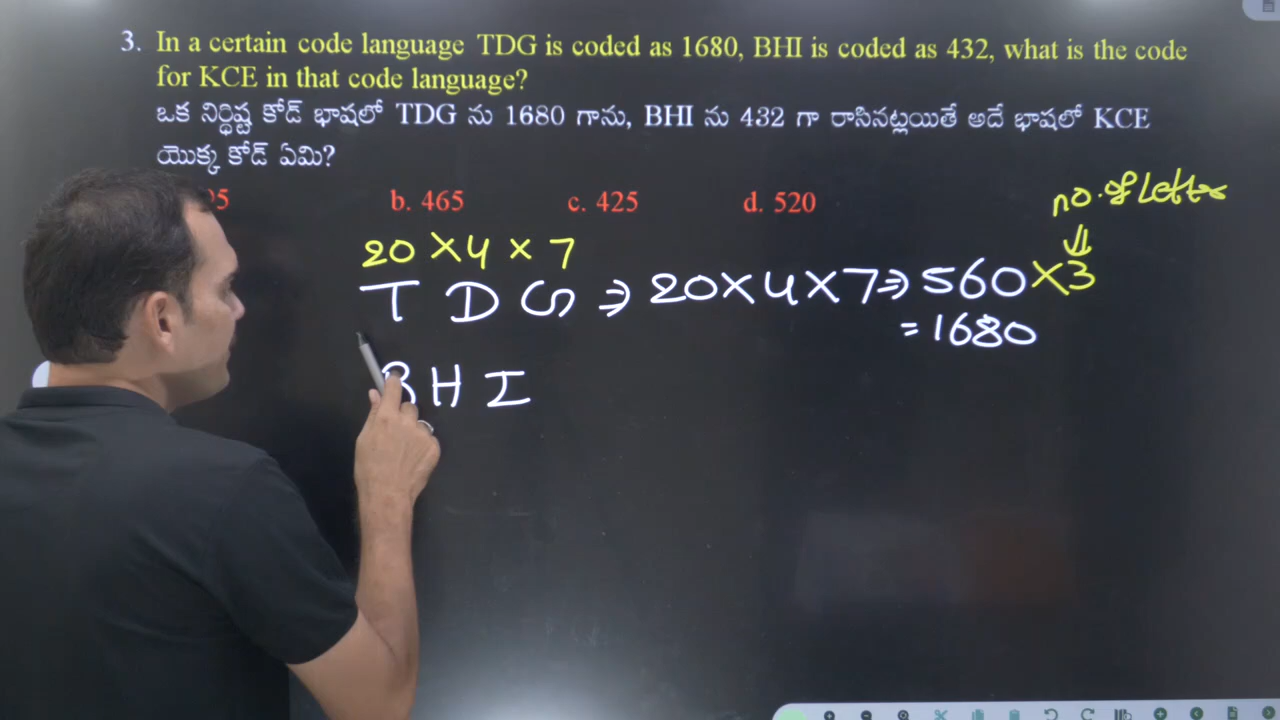 3. In a certain code language TDG is coded as 1680, BHI is coded as 432, what is the code
for KCE in that code language?
ఒక నిర్ధిష్ట కోడ్ భాషలో TDG ను 1680 గాను, BHI ను 432 గా రాసినట్లయితే అదే భాషలో KCE
యొక్క కోడ్ ఏమి?
b. 465 c. 425 d. 520
no. of Letter
⇓
20 × 4 × 7
T D G ⇒ 20×4×7⇒560×3
= 1680
B H I